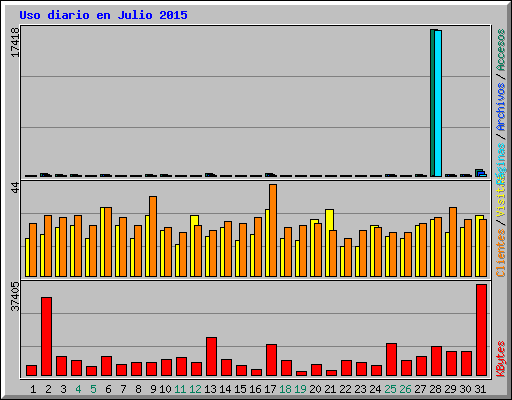 Uso diario en Julio 2015
17418
44
37405
Accesos / Archivos / Páginas
Visitas / Clientes
KBytes
1 2 3 4 5 6 7 8 9 10 11 12 13 14 15 16 17 18 19 20 21 22 23 24 25 26 27 28 29 30 31